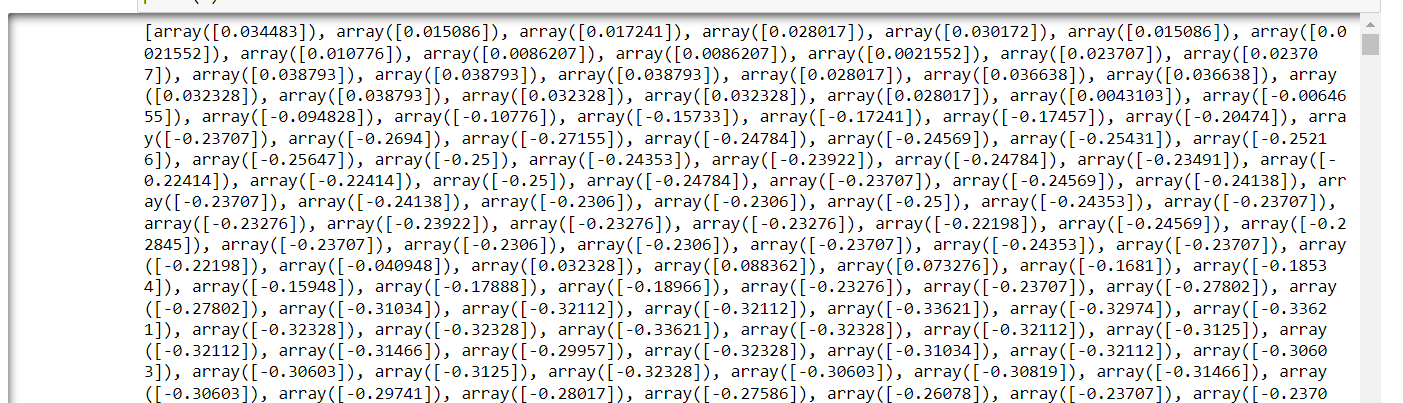 [array([0.034483]), array([0.015086]), array([0.017241]), array([0.028017]), array([0.030172]), array([0.015086]), array([0.0
021552]), array([0.010776]), array([0.0086207]), array([0.0086207]), array([0.0021552]), array([0.023707]), array([0.02370
7]), array([0.038793]), array([0.038793]), array([0.038793]), array([0.028017]), array([0.036638]), array([0.036638]), array
([0.032328]), array([0.038793]), array([0.032328]), array([0.032328]), array([0.028017]), array([0.0043103]), array([-0.00646
55]), array([-0.094828]), array([-0.10776]), array([-0.15733]), array([-0.17241]), array([-0.17457]), array([-0.20474]), arra
y([-0.23707]), array([-0.2694]), array([-0.27155]), array([-0.24784]), array([-0.24569]), array([-0.25431]), array([-0.2521
6]), array([-0.25647]), array([-0.25]), array([-0.24353]), array([-0.23922]), array([-0.24784]), array([-0.23491]), array([-
0.22414]), array([-0.22414]), array([-0.25]), array([-0.24784]), array([-0.23707]), array([-0.24569]), array([-0.24138]), arr
ay([-0.23707]), array([-0.24138]), array([-0.2306]), array([-0.2306]), array([-0.25]), array([-0.24353]), array([-0.23707]),
array([-0.23276]), array([-0.23922]), array([-0.23276]), array([-0.23276]), array([-0.22198]), array([-0.24569]), array([-0.2
2845]), array([-0.23707]), array([-0.2306]), array([-0.2306]), array([-0.23707]), array([-0.24353]), array([-0.23707]), array
([-0.22198]), array([-0.040948]), array([0.032328]), array([0.088362]), array([0.073276]), array([-0.1681]), array([-0.1853
4]), array([-0.15948]), array([-0.17888]), array([-0.18966]), array([-0.23276]), array([-0.23707]), array([-0.27802]), array
([-0.27802]), array([-0.31034]), array([-0.32112]), array([-0.32112]), array([-0.33621]), array([-0.32974]), array([-0.3362
1]), array([-0.32328]), array([-0.32328]), array([-0.33621]), array([-0.32328]), array([-0.32112]), array([-0.3125]), array
([-0.32112]), array([-0.31466]), array([-0.29957]), array([-0.32328]), array([-0.31034]), array([-0.32112]), array([-0.3060
3]), array([-0.30603]), array([-0.3125]), array([-0.32328]), array([-0.30603]), array([-0.30819]), array([-0.31466]), array
([-0.30603]), array([-0.29741]), array([-0.28017]), array([-0.27586]), array([-0.26078]), array([-0.23707]), array([-0.2370